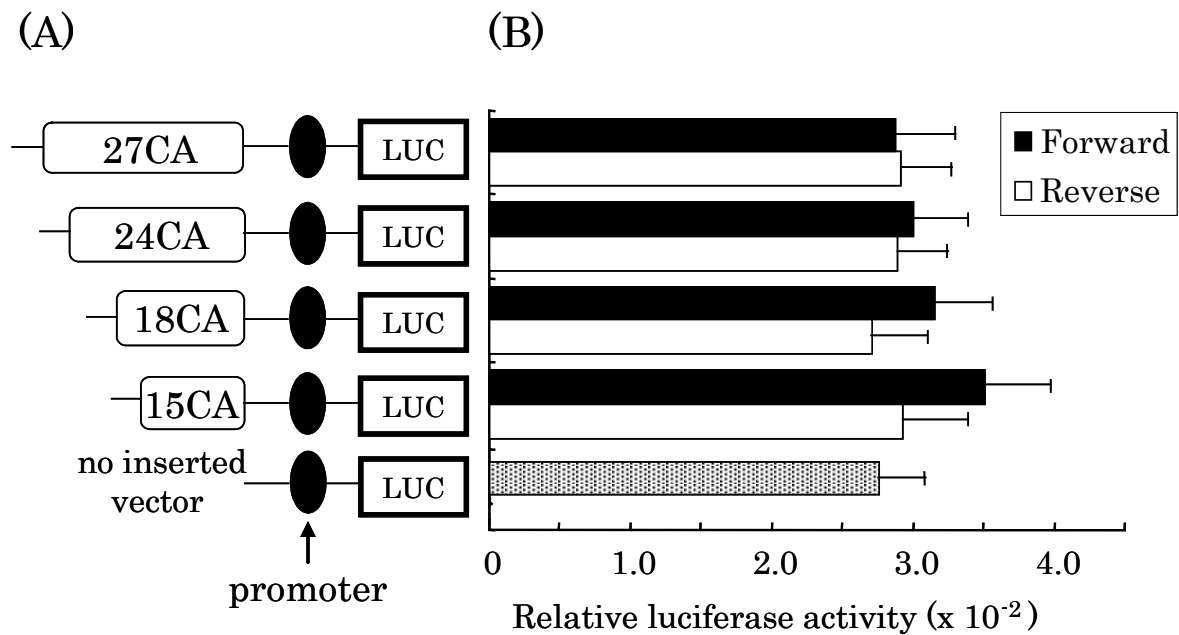 (A)
(B)
27CA LUC
24CA LUC
18CA LUC
15CA LUC
no inserted
vector
LUC
promoter
Forward
Reverse
0 1.0 2.0 3.0 4.0
Relative luciferase activity (x 10⁻²)